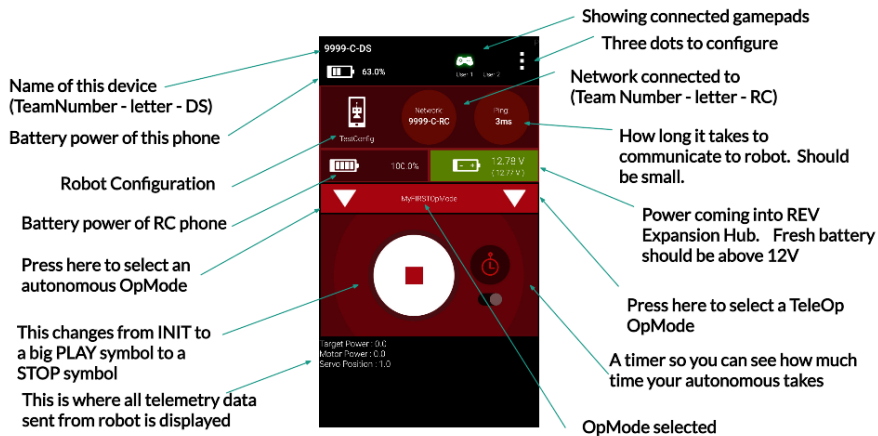 Showing connected gamepads
Three dots to configure
Network connected to
(Team Number - letter - RC)
How long it takes to
communicate to robot.  Should
be small.
Power coming into REV
Expansion Hub.   Fresh battery
should be above 12V
Press here to select a TeleOp
OpMode
A timer so you can see how much
time your autonomous takes
OpMode selected
Name of this device
(TeamNumber - letter - DS)
Battery power of this phone
Robot Configuration
Battery power of RC phone
Press here to select an
autonomous OpMode
This changes from INIT to
a big PLAY symbol to a
STOP symbol
This is where all telemetry data
sent from robot is displayed
9999-C-DS
63.0%
User 1 User 2
TestConfig
Network
9999-C-RC
Ping
3ms
100.0%
12.78 V
( 12.77 V )
MyFIRSTOpMode
Target Power : 0.0
Motor Power : 0.0
Servo Position : 1.0